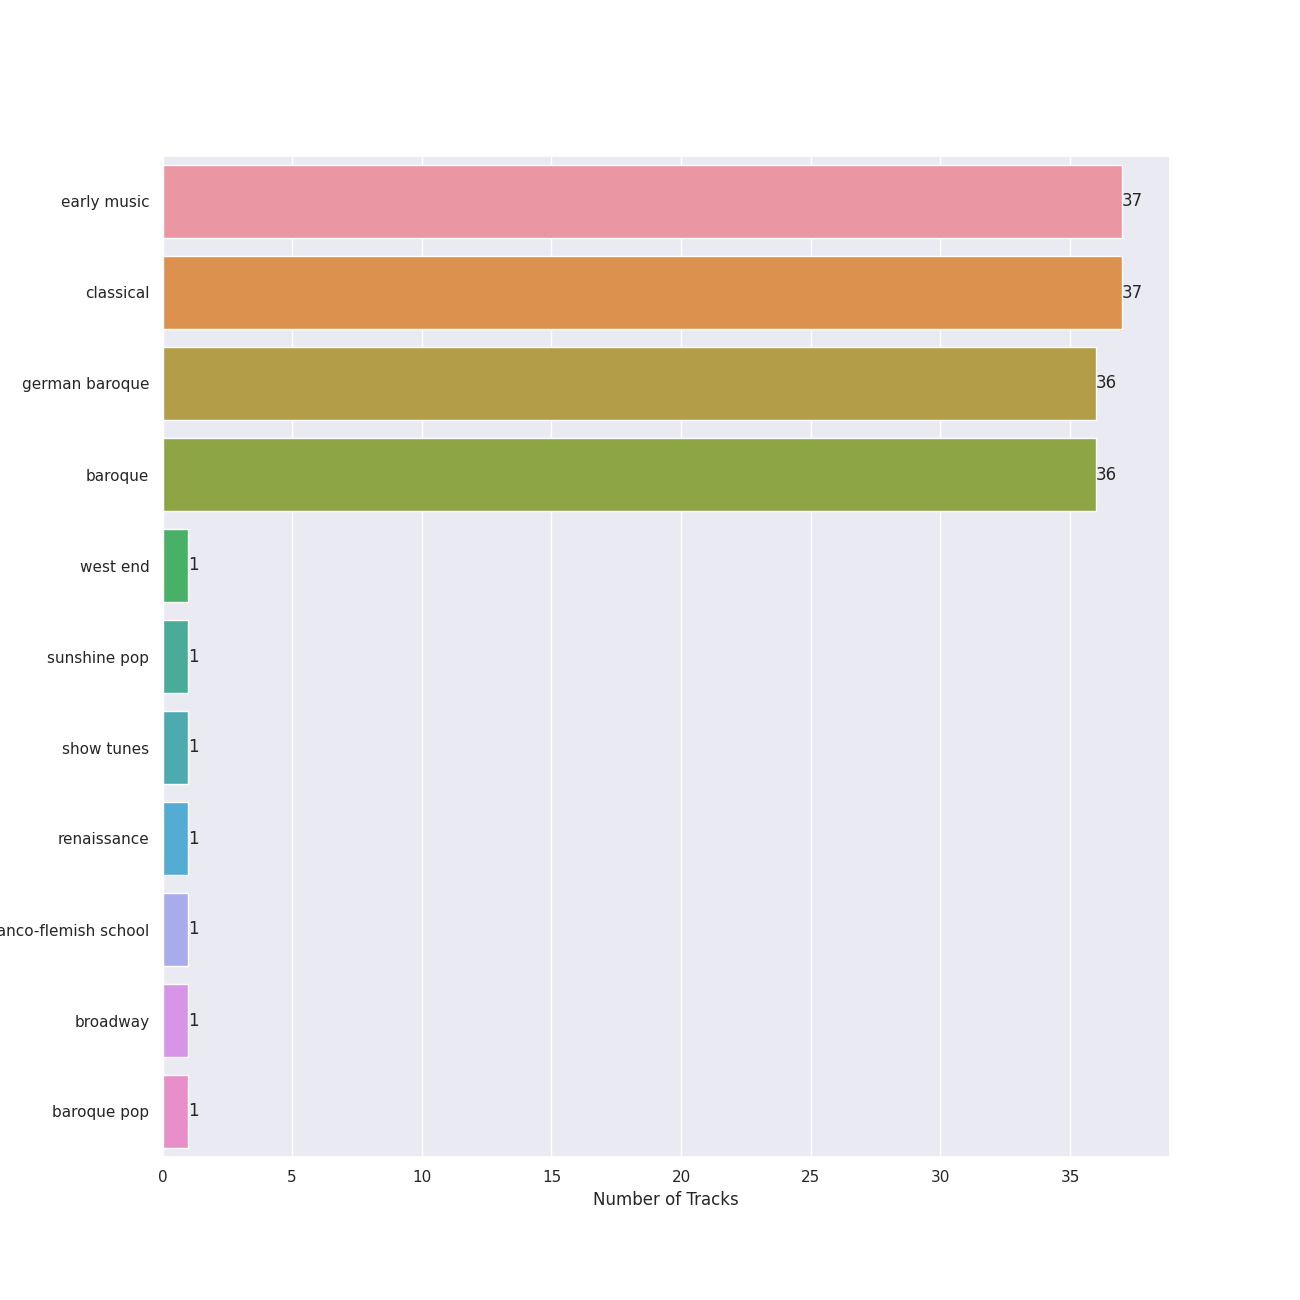 early music 37
classical 37
german baroque 36
baroque 36
west end 1
sunshine pop 1
show tunes 1
renaissance 1
anco-flemish school 1
broadway 1
baroque pop 1
0 5 10 15 20 25 30 35
Number of Tracks